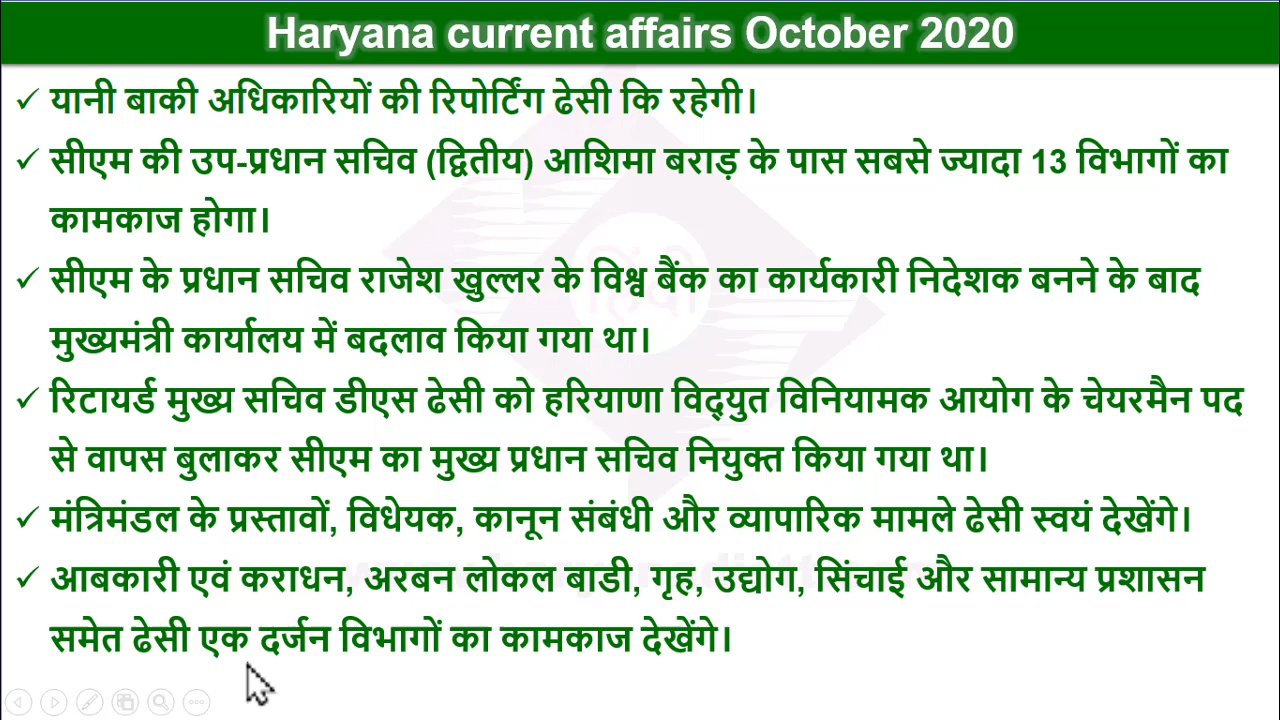 Haryana current affairs October 2020
✓ यानी बाकी अधिकारियों की रिपोर्टिंग ढेसी कि रहेगी।
✓ सीएम की उप-प्रधान सचिव (द्वितीय) आशिमा बराड़ के पास सबसे ज्यादा 13 विभागों का
कामकाज होगा।
✓ सीएम के प्रधान सचिव राजेश खुल्लर के विश्व बैंक का कार्यकारी निदेशक बनने के बाद
मुख्यमंत्री कार्यालय में बदलाव किया गया था।
✓ रिटायर्ड मुख्य सचिव डीएस ढेसी को हरियाणा विद्युत विनियामक आयोग के चेयरमैन पद
से वापस बुलाकर सीएम का मुख्य प्रधान सचिव नियुक्त किया गया था।
✓ मंत्रिमंडल के प्रस्तावों, विधेयक, कानून संबंधी और व्यापारिक मामले ढेसी स्वयं देखेंगे।
✓ आबकारी एवं कराधन, अरबन लोकल बाडी, गृह, उद्योग, सिंचाई और सामान्य प्रशासन
समेत ढेसी एक दर्जन विभागों का कामकाज देखेंगे।
हिंदी